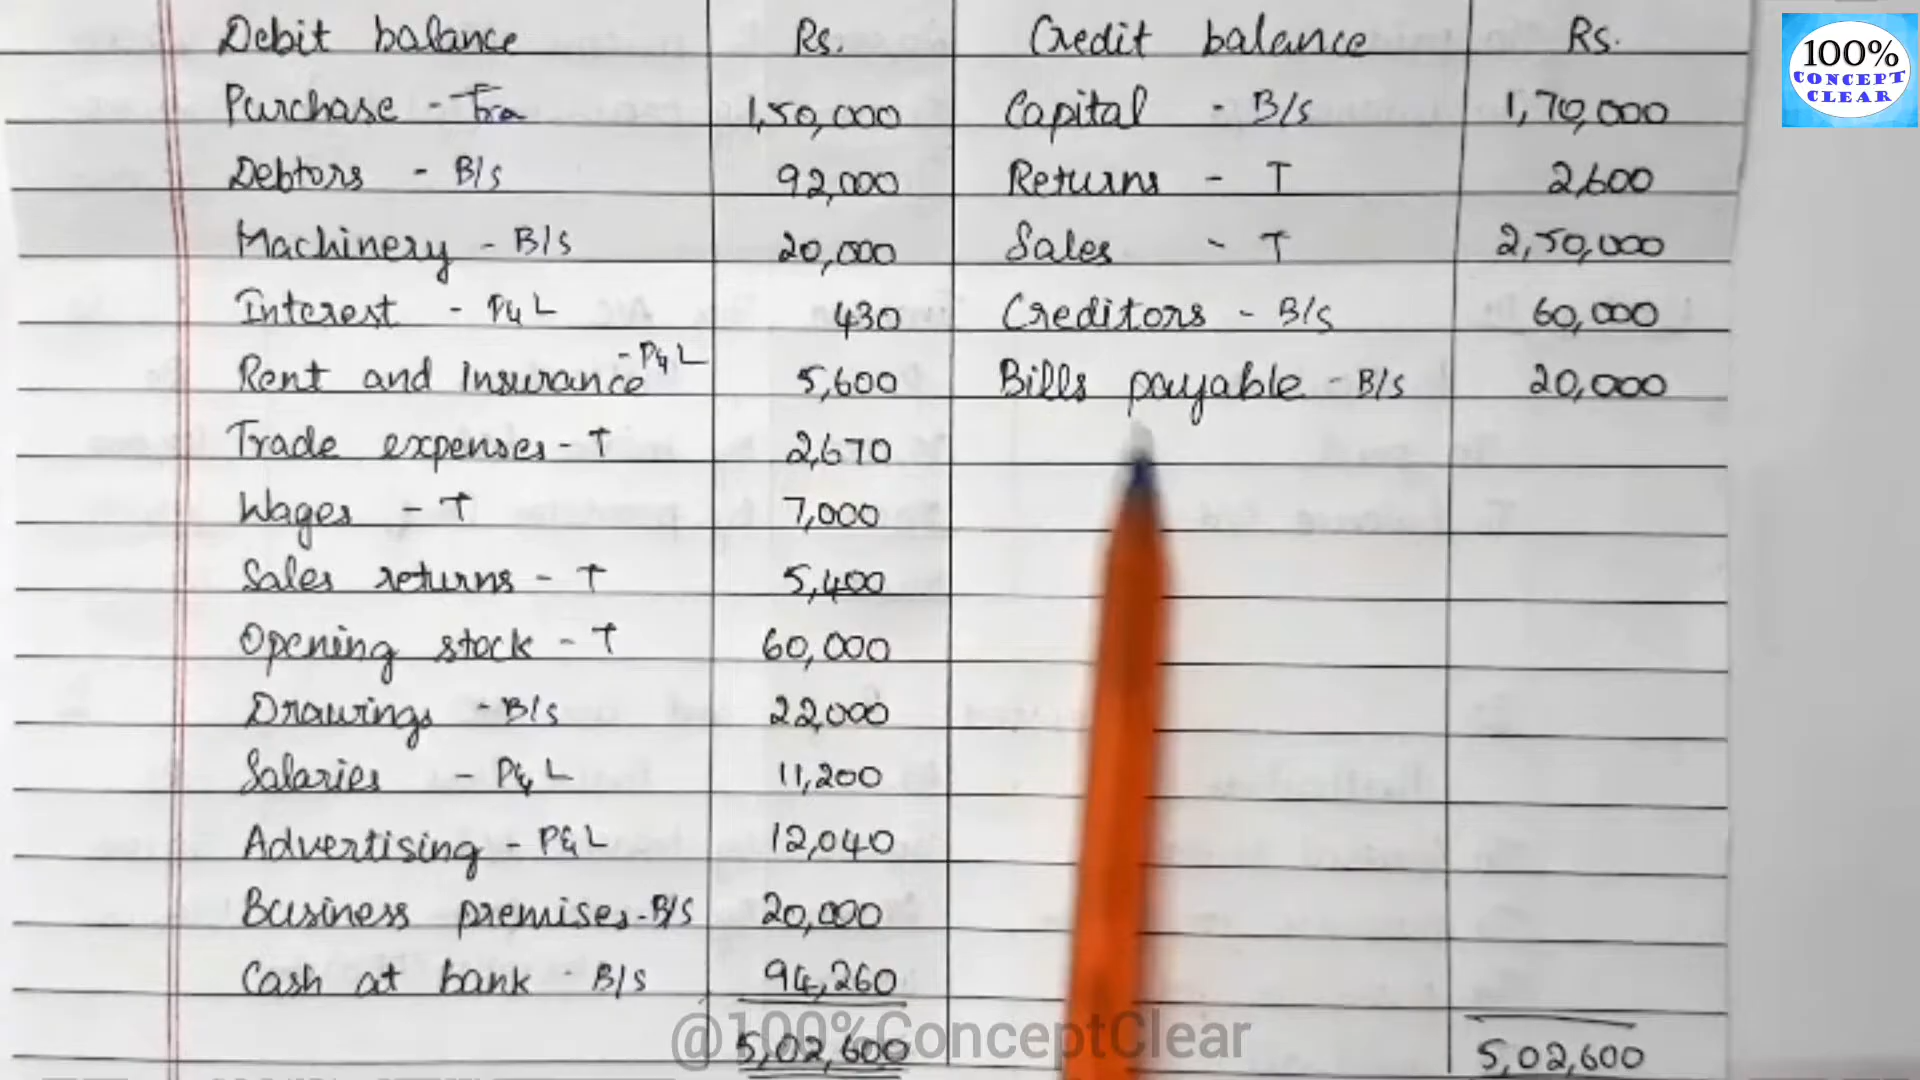 Debit balance Rs. Credit balance Rs.
Purchase - Tra 1,50,000 Capital - B/s 1,70,000
Debtors - B/s 92,000 Returns - T 2,600
Machinery - B/s 20,000 Sales - T 2,50,000
Interest - P&L 430 Creditors - B/s 60,000
Rent and Insurance - P&L 5,600 Bills payable - B/s 20,000
Trade expenses - T 2,670
Wages - T 7,000
Sales returns - T 5,400
Opening stock - T 60,000
Drawings - B/s 22,000
Salaries - P&L 11,200
Advertising - P&L 12,040
Business premises - B/s 20,000
Cash at bank - B/s 94,260
5,02,600 5,02,600
@100%ConceptClear
100%
CONCEPT
CLEAR